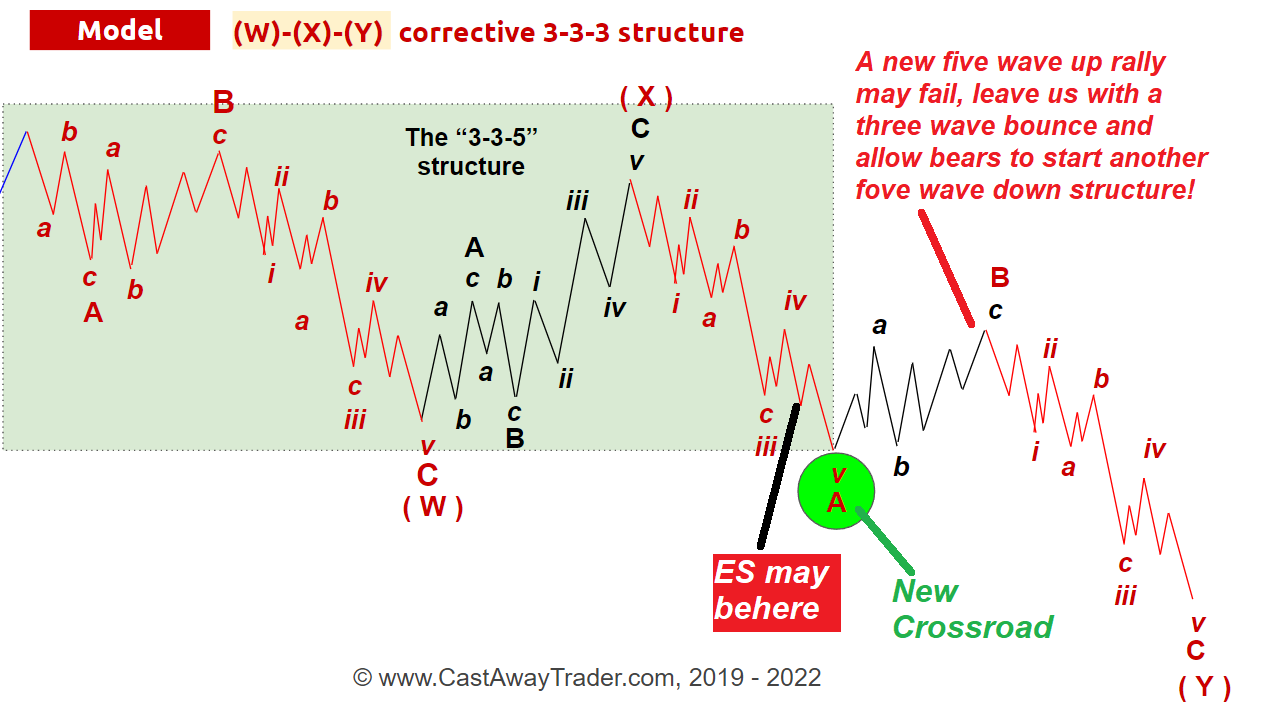 Model
(W)-(X)-(Y) corrective 3-3-3 structure
A new five wave up rally
may fail, leave us with a
three wave bounce and
allow bears to start another
fove wave down structure!
The “3-3-5”
structure
a
b
c
A
a
b
B
c
i
ii
a
b
c
iii
iv
v
C
( W )
a
b
A
c
a
b
c
B
i
ii
iii
iv
( X )
C
v
i
ii
a
b
c
iii
iv
v
A
a
b
B
c
i
ii
a
b
c
iii
iv
v
C
( Y )
ES may
behere
New
Crossroad
© www.CastAwayTrader.com, 2019 - 2022